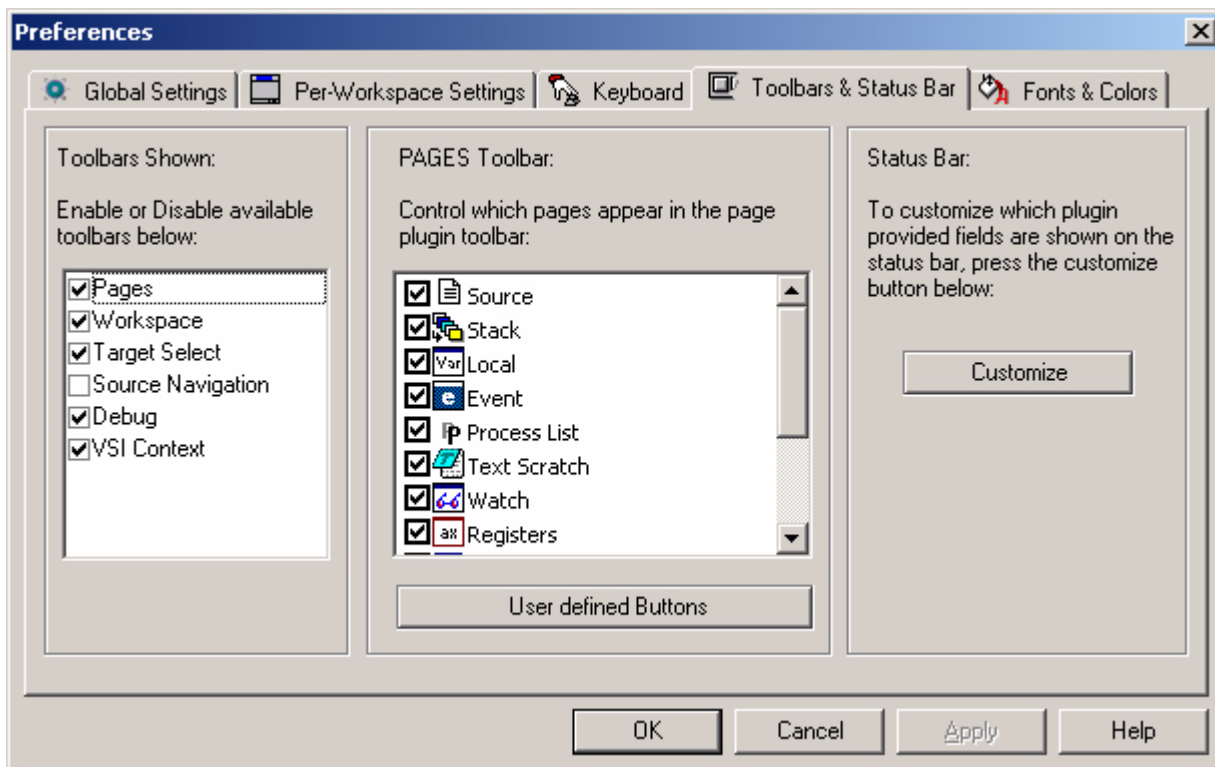 Preferences
Global Settings
Per-Workspace Settings
Keyboard
Toolbars & Status Bar
Fonts & Colors
Toolbars Shown:
Enable or Disable available
toolbars below:
Pages
Workspace
Target Select
Source Navigation
Debug
VSI Context
PAGES Toolbar:
Control which pages appear in the page
plugin toolbar:
Source
Stack
Var Local
e Event
Process List
Text Scratch
Watch
ax Registers
User defined Buttons
Status Bar:
To customize which plugin
provided fields are shown on the
status bar, press the customize
button below:
Customize
OK
Cancel
Apply
Help